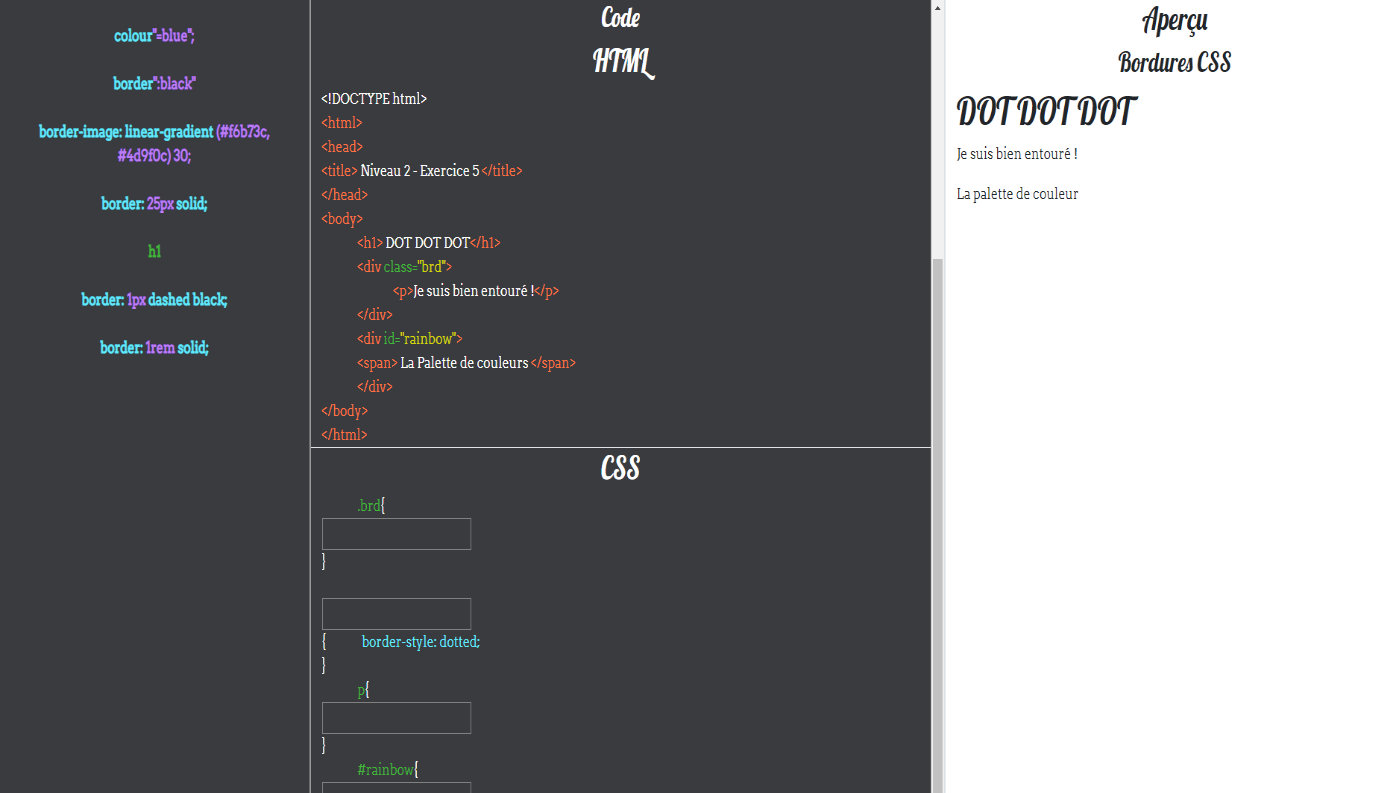 colour"=blue";
border":black"
border-image: linear-gradient (#f6b73c,
#4d9f0c) 30;
border: 25px solid;
h1
border: 1px dashed black;
border: 1rem solid;
Code
HTML
<!DOCTYPE html>
<html>
<head>
<title> Niveau 2 - Exercice 5 </title>
</head>
<body>
<h1> DOT DOT DOT</h1>
<div class="brd">
<p>Je suis bien entouré !</p>
</div>
<div id="rainbow">
<span> La Palette de couleurs </span>
</div>
</body>
</html>
CSS
.brd{
}
{ border-style: dotted;
}
p{
}
#rainbow{
Aperçu
Bordures CSS
DOT DOT DOT
Je suis bien entouré !
La palette de couleur